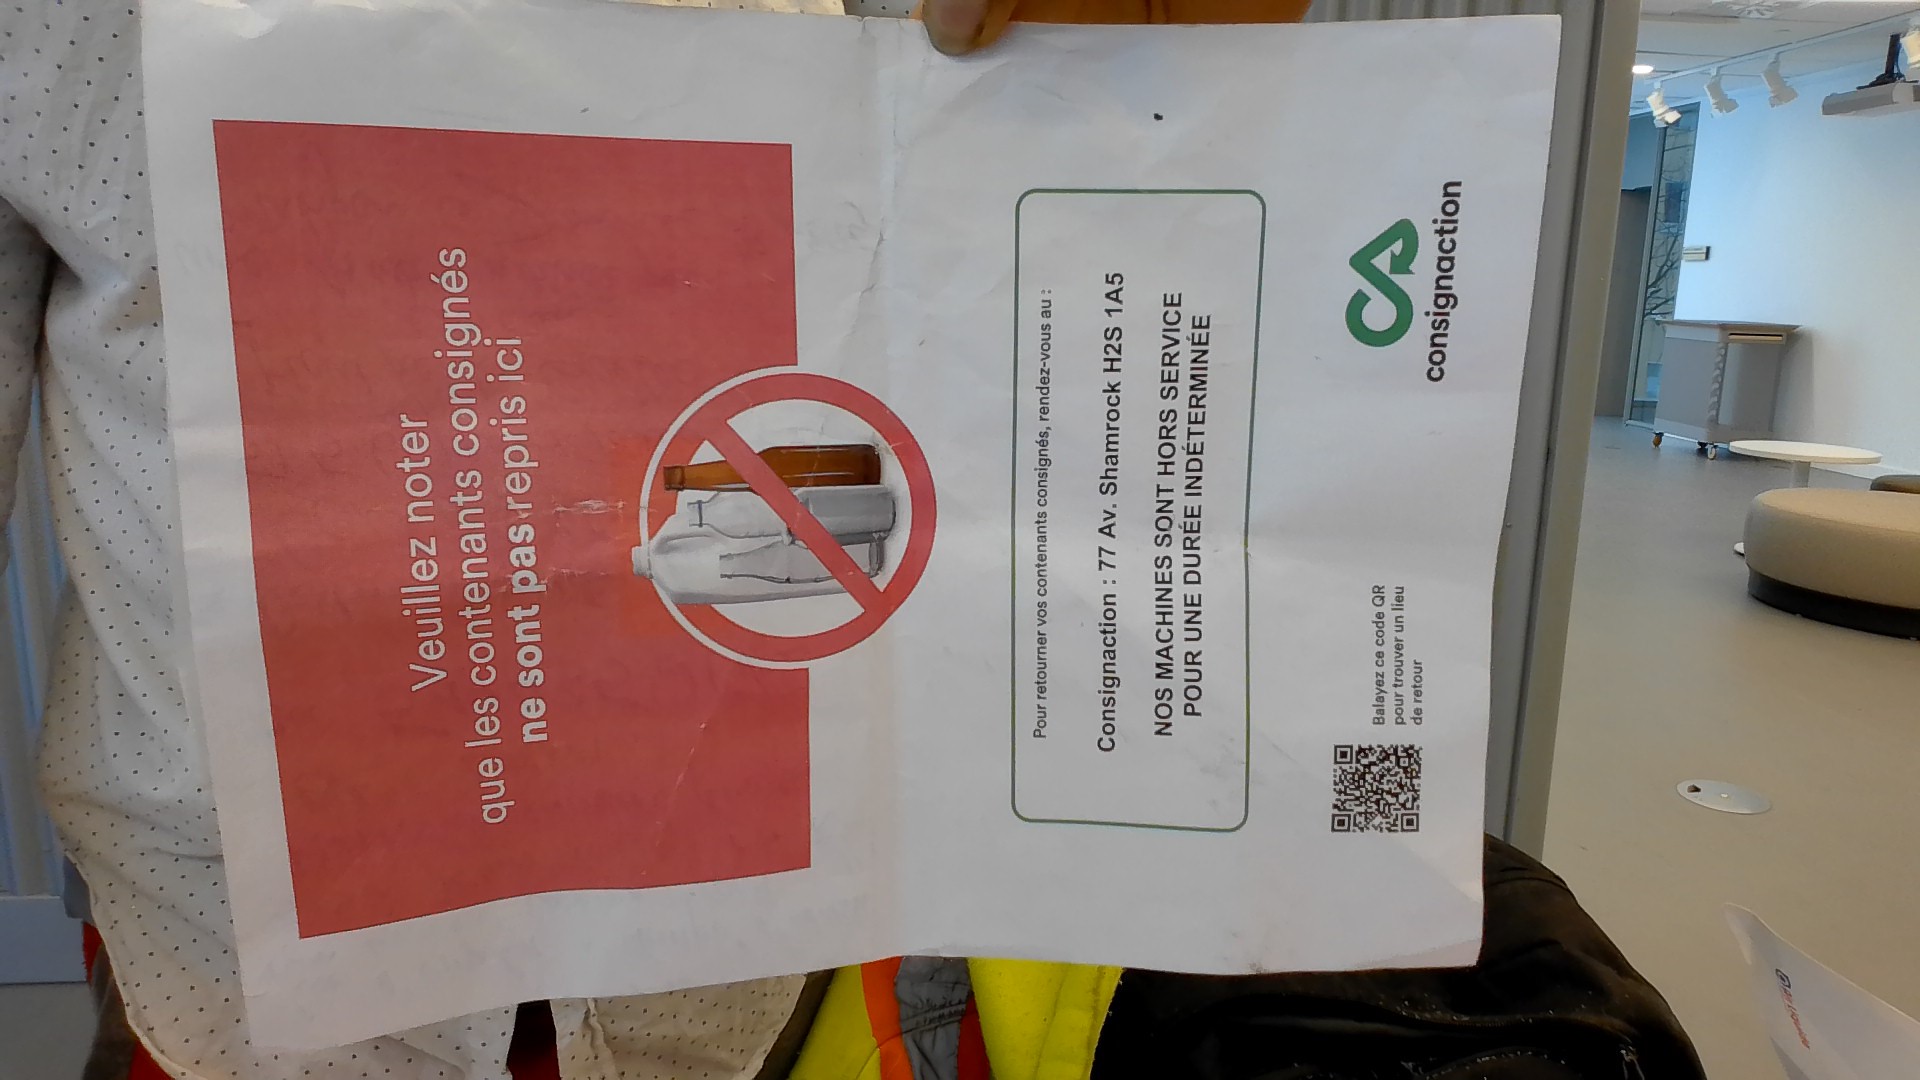 Veuillez noter
que les contenants consignés
ne sont pas repris ici
Pour retourner vos contenants consignés, rendez-vous au :
Consignaction : 77 Av. Shamrock H2S 1A5
NOS MACHINES SONT HORS SERVICE
POUR UNE DURÉE INDÉTERMINÉE
Balayez ce code QR
pour trouver un lieu
de retour
consignaction